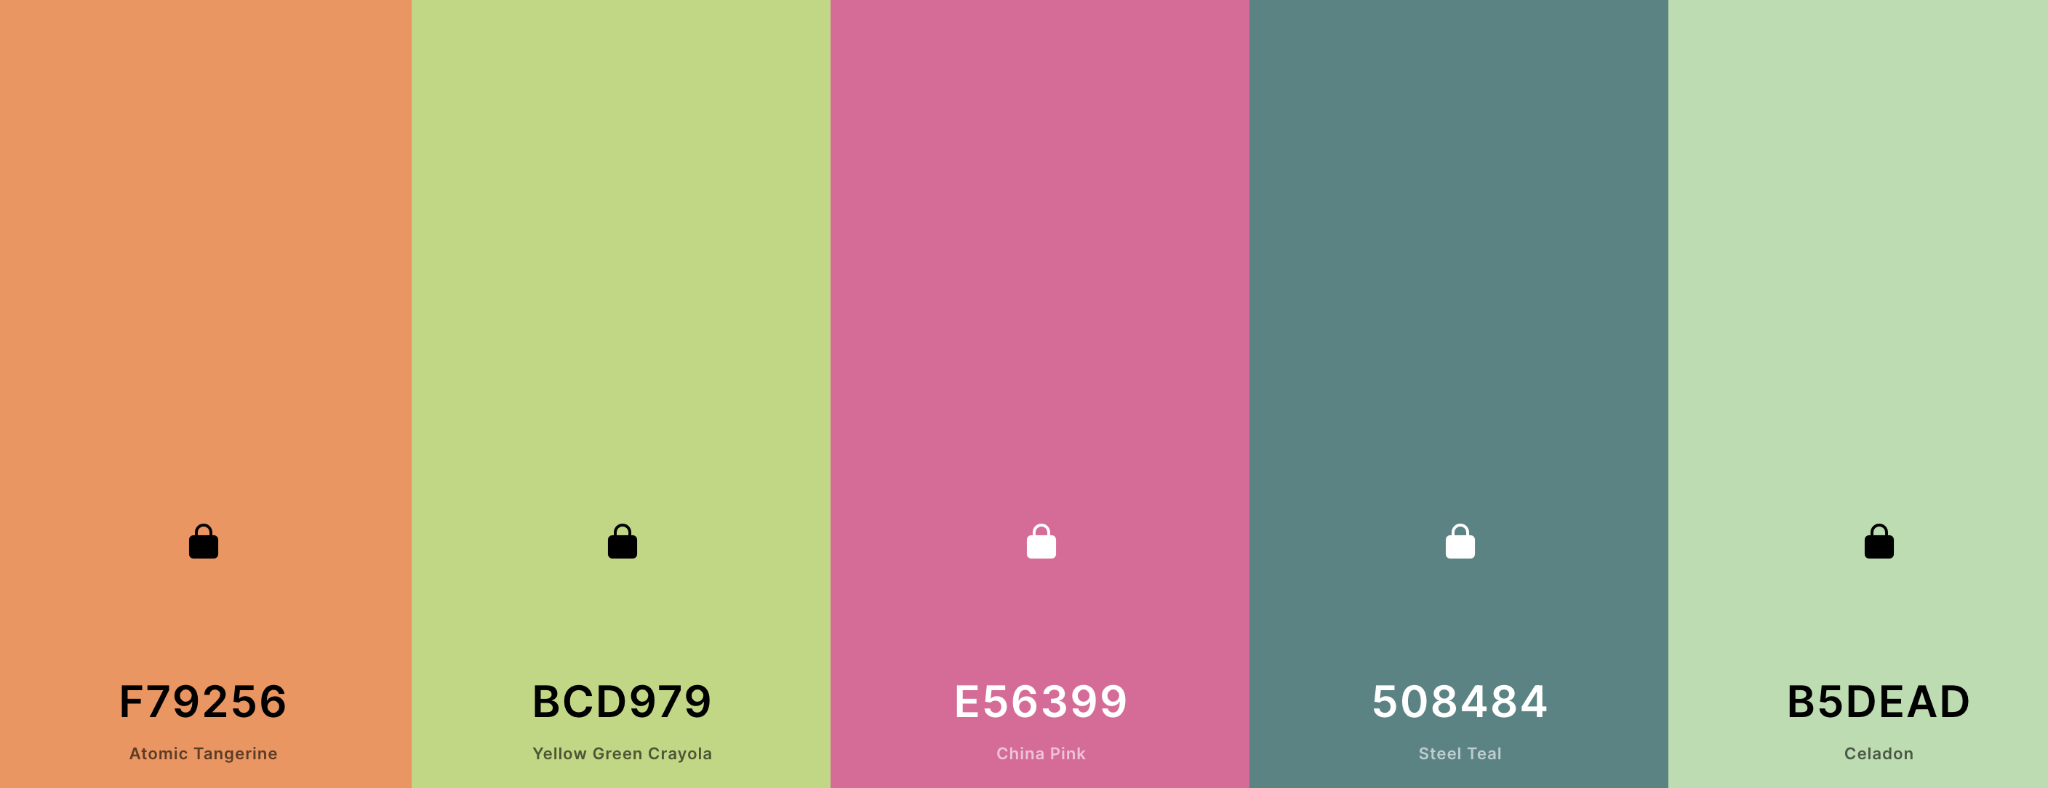 F79256
Atomic Tangerine
BCD979
Yellow Green Crayola
E56399
China Pink
508484
Steel Teal
B5DEAD
Celadon